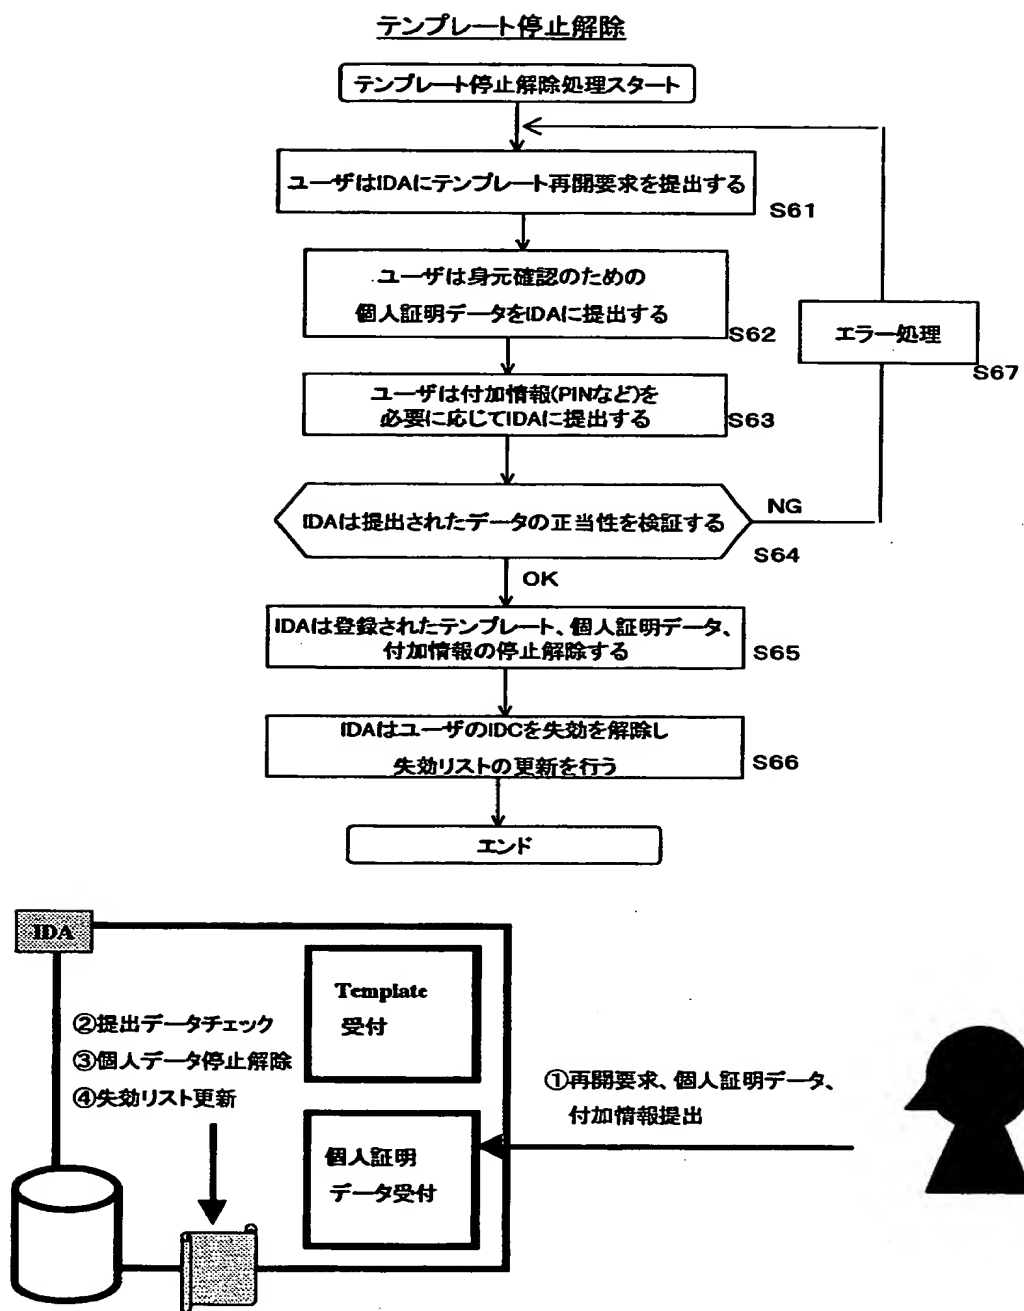 テンプレート停止解除
テンプレート停止解除処理スタート
ユーザはIDAにテンプレート再開要求を提出する
S61
ユーザは身元確認のための
個人証明データをIDAに提出する
S62
エラー処理
S67
ユーザは付加情報(PINなど)を
必要に応じてIDAに提出する
S63
IDAは提出されたデータの正当性を検証する
NG
S64
OK
IDAは登録されたテンプレート、個人証明データ、
付加情報の停止解除する
S65
IDAはユーザのIDCを失効を解除し
失効リストの更新を行う
S66
エンド
IDA
Template
受付
②提出データチェック
③個人データ停止解除
④失効リスト更新
①再開要求、個人証明データ、
付加情報提出
個人証明
データ受付